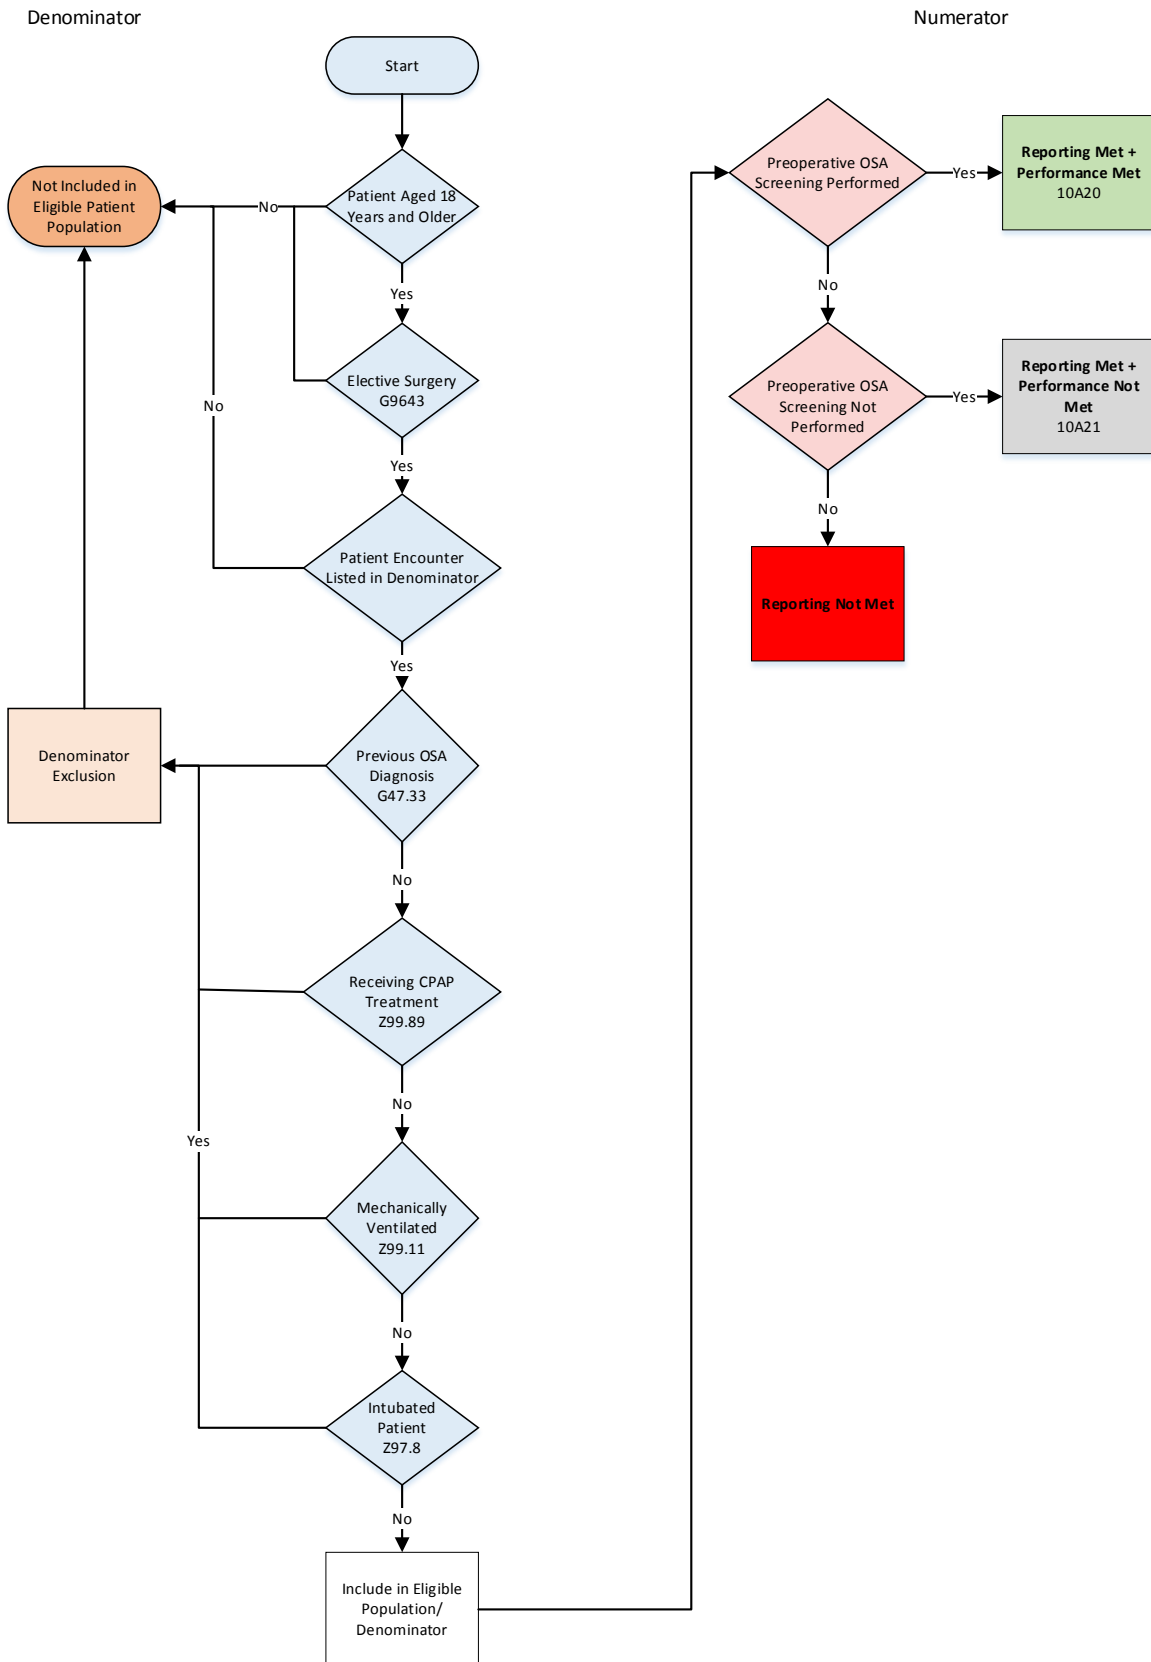 Denominator
Numerator
Start
Patient Aged 18
Years and Older
No
Not Included in
Eligible Patient
Population
Yes
Elective Surgery
G9643
No
Yes
Patient Encounter
Listed in Denominator
Yes
Previous OSA
Diagnosis
G47.33
Denominator
Exclusion
No
Receiving CPAP
Treatment
Z99.89
No
Yes
Mechanically
Ventilated
Z99.11
No
Intubated
Patient
Z97.8
No
Include in Eligible
Population/
Denominator
Preoperative OSA
Screening Performed
Yes
Reporting Met +
Performance Met
10A20
No
Preoperative OSA
Screening Not
Performed
Yes
Reporting Met +
Performance Not
Met
10A21
No
Reporting Not Met